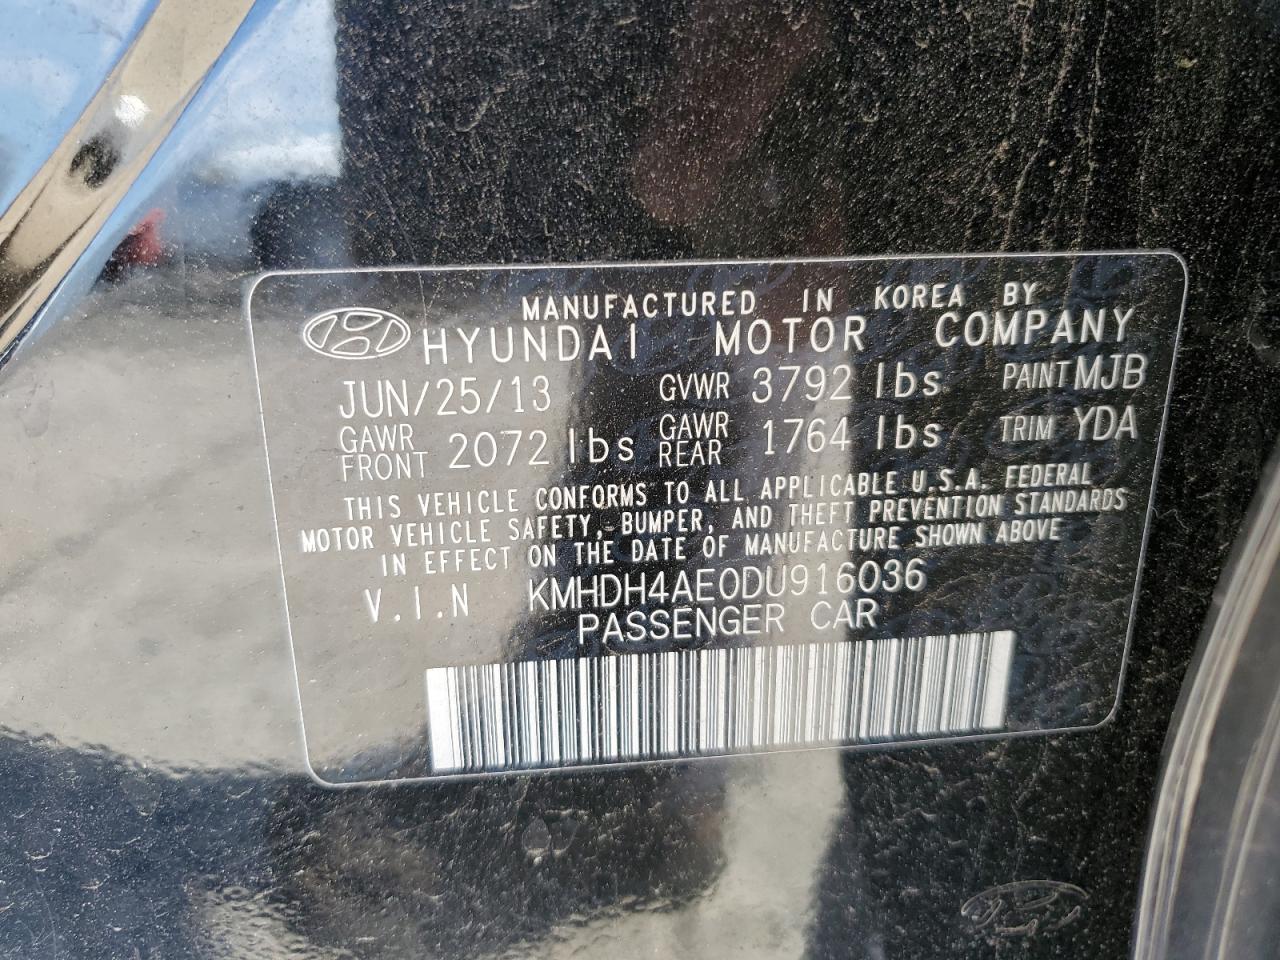 MANUFACTURED IN KOREA BY
HYUNDAI MOTOR COMPANY
JUN/25/13 GVWR 3792 lbs PAINT MJB
GAWR FRONT 2072 lbs GAWR REAR 1764 lbs TRIM YDA
THIS VEHICLE CONFORMS TO ALL APPLICABLE U.S.A. FEDERAL
MOTOR VEHICLE SAFETY, BUMPER, AND THEFT PREVENTION STANDARDS
IN EFFECT ON THE DATE OF MANUFACTURE SHOWN ABOVE
V.I.N KMHDH4AE0DU916036
PASSENGER CAR